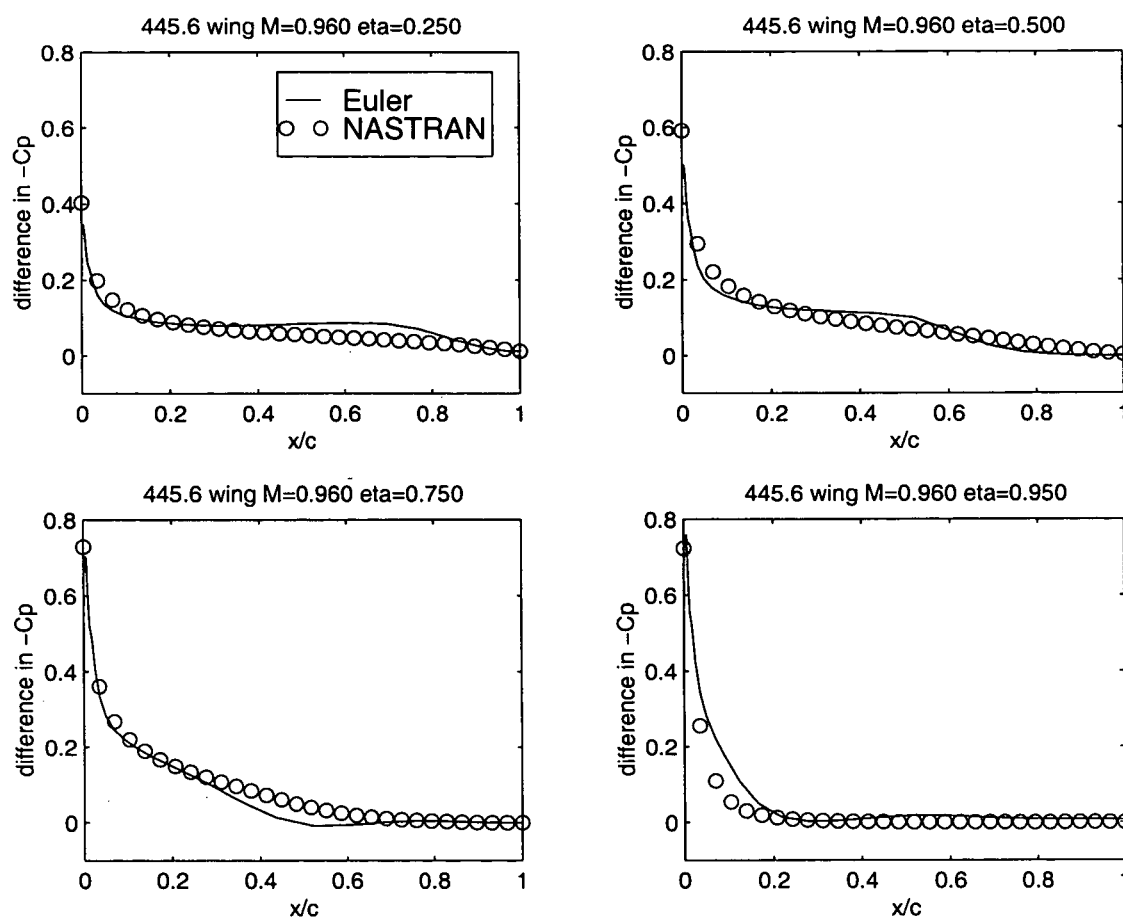 445.6 wing M=0.960 eta=0.250
0.8
0.6
0.4
0.2
0
difference in −Cp
Euler
NASTRAN
0 0.2 0.4 0.6 0.8 1
x/c
445.6 wing M=0.960 eta=0.500
0.8
0.6
0.4
0.2
0
difference in −Cp
0 0.2 0.4 0.6 0.8 1
x/c
445.6 wing M=0.960 eta=0.750
0.8
0.6
0.4
0.2
0
difference in −Cp
0 0.2 0.4 0.6 0.8 1
x/c
445.6 wing M=0.960 eta=0.950
0.8
0.6
0.4
0.2
0
difference in −Cp
0 0.2 0.4 0.6 0.8 1
x/c